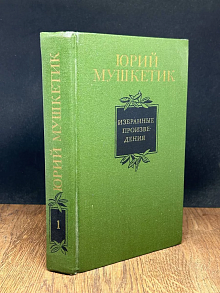 ЮРИЙ
МУШКЕТИК
ИЗБРАННЫЕ
ПРОИЗВЕ-
ДЕНИЯ
ЮРИЙ МУШКЕТИК
1